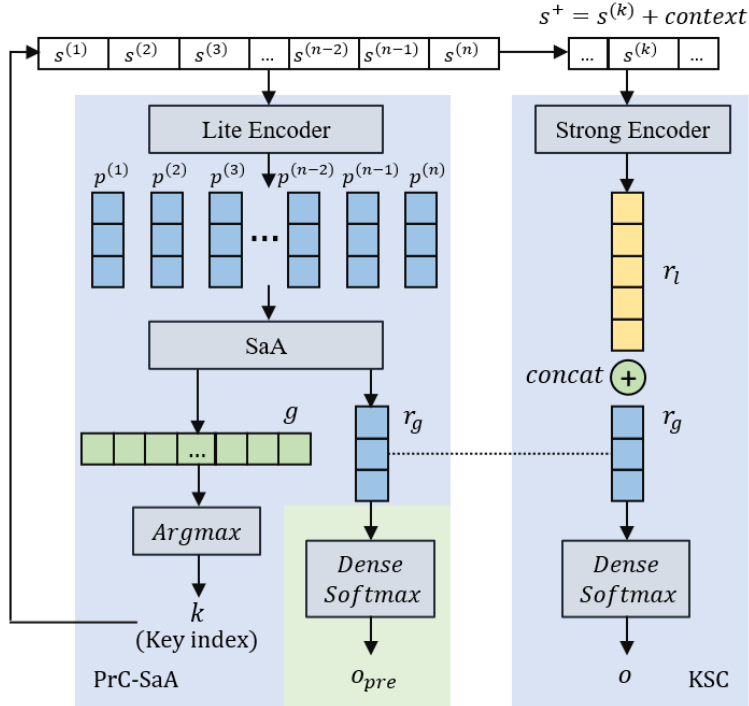 s⁺ = s⁽ᵏ⁾ + context
s⁽¹⁾ s⁽²⁾ s⁽³⁾ ... s⁽ⁿ⁻²⁾ s⁽ⁿ⁻¹⁾ s⁽ⁿ⁾ ... s⁽ᵏ⁾ ...
Lite Encoder
Strong Encoder
p⁽¹⁾ p⁽²⁾ p⁽³⁾ p⁽ⁿ⁻²⁾ p⁽ⁿ⁻¹⁾ p⁽ⁿ⁾
...
r_l
SaA
concat +
g
r_g
r_g
...
Argmax
Dense
Softmax
Dense
Softmax
k
(Key index)
PrC-SaA
o_pre
o
KSC